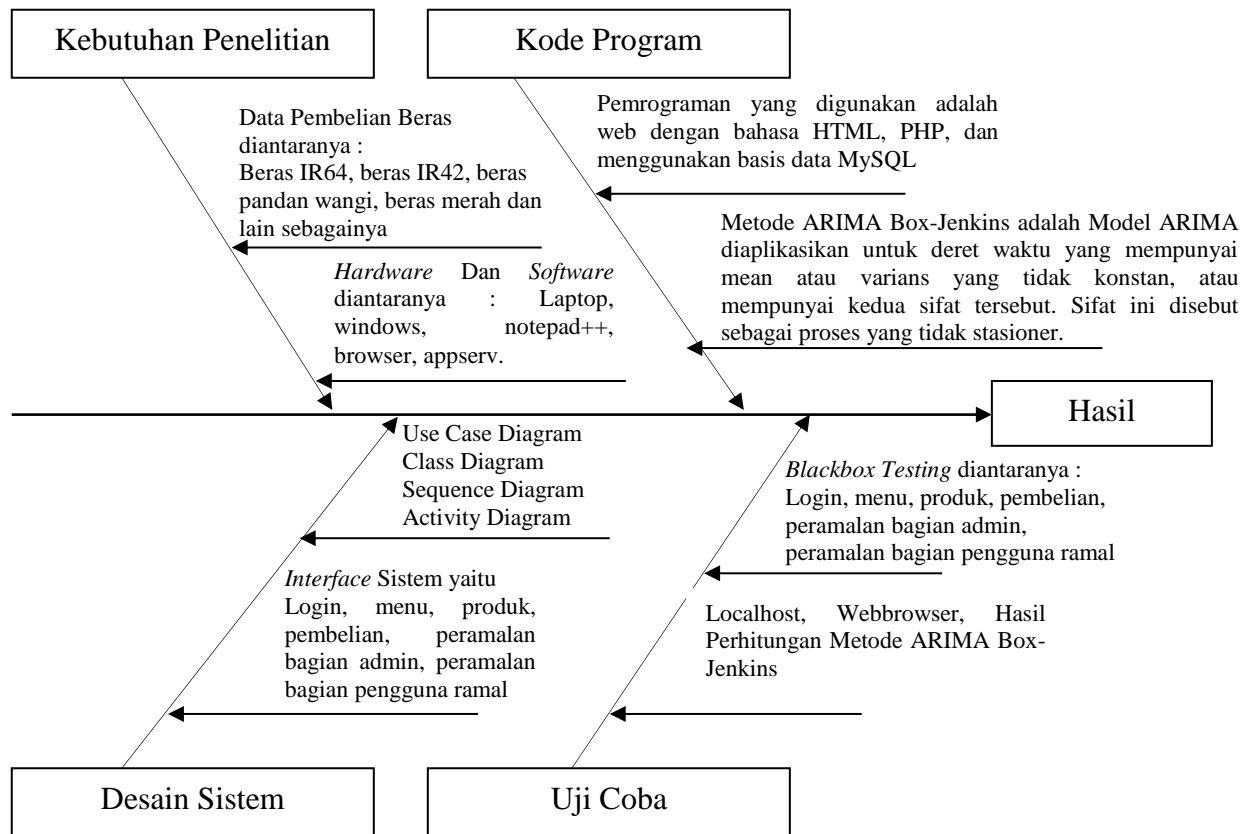 Kebutuhan Penelitian
Kode Program
Data Pembelian Beras
diantaranya :
Beras IR64, beras IR42, beras
pandan wangi, beras merah dan
lain sebagainya
Hardware Dan Software
diantaranya : Laptop,
windows, notepad++,
browser, appserv.
Pemrograman yang digunakan adalah
web dengan bahasa HTML, PHP, dan
menggunakan basis data MySQL
Metode ARIMA Box-Jenkins adalah Model ARIMA
diaplikasikan untuk deret waktu yang mempunyai
mean atau varians yang tidak konstan, atau
mempunyai kedua sifat tersebut. Sifat ini disebut
sebagai proses yang tidak stasioner.
Hasil
Use Case Diagram
Class Diagram
Sequence Diagram
Activity Diagram
Interface Sistem yaitu
Login, menu, produk,
pembelian, peramalan
bagian admin, peramalan
bagian pengguna ramal
Blackbox Testing diantaranya :
Login, menu, produk, pembelian,
peramalan bagian admin,
peramalan bagian pengguna ramal
Localhost, Webbrowser, Hasil
Perhitungan Metode ARIMA Box-
Jenkins
Desain Sistem
Uji Coba